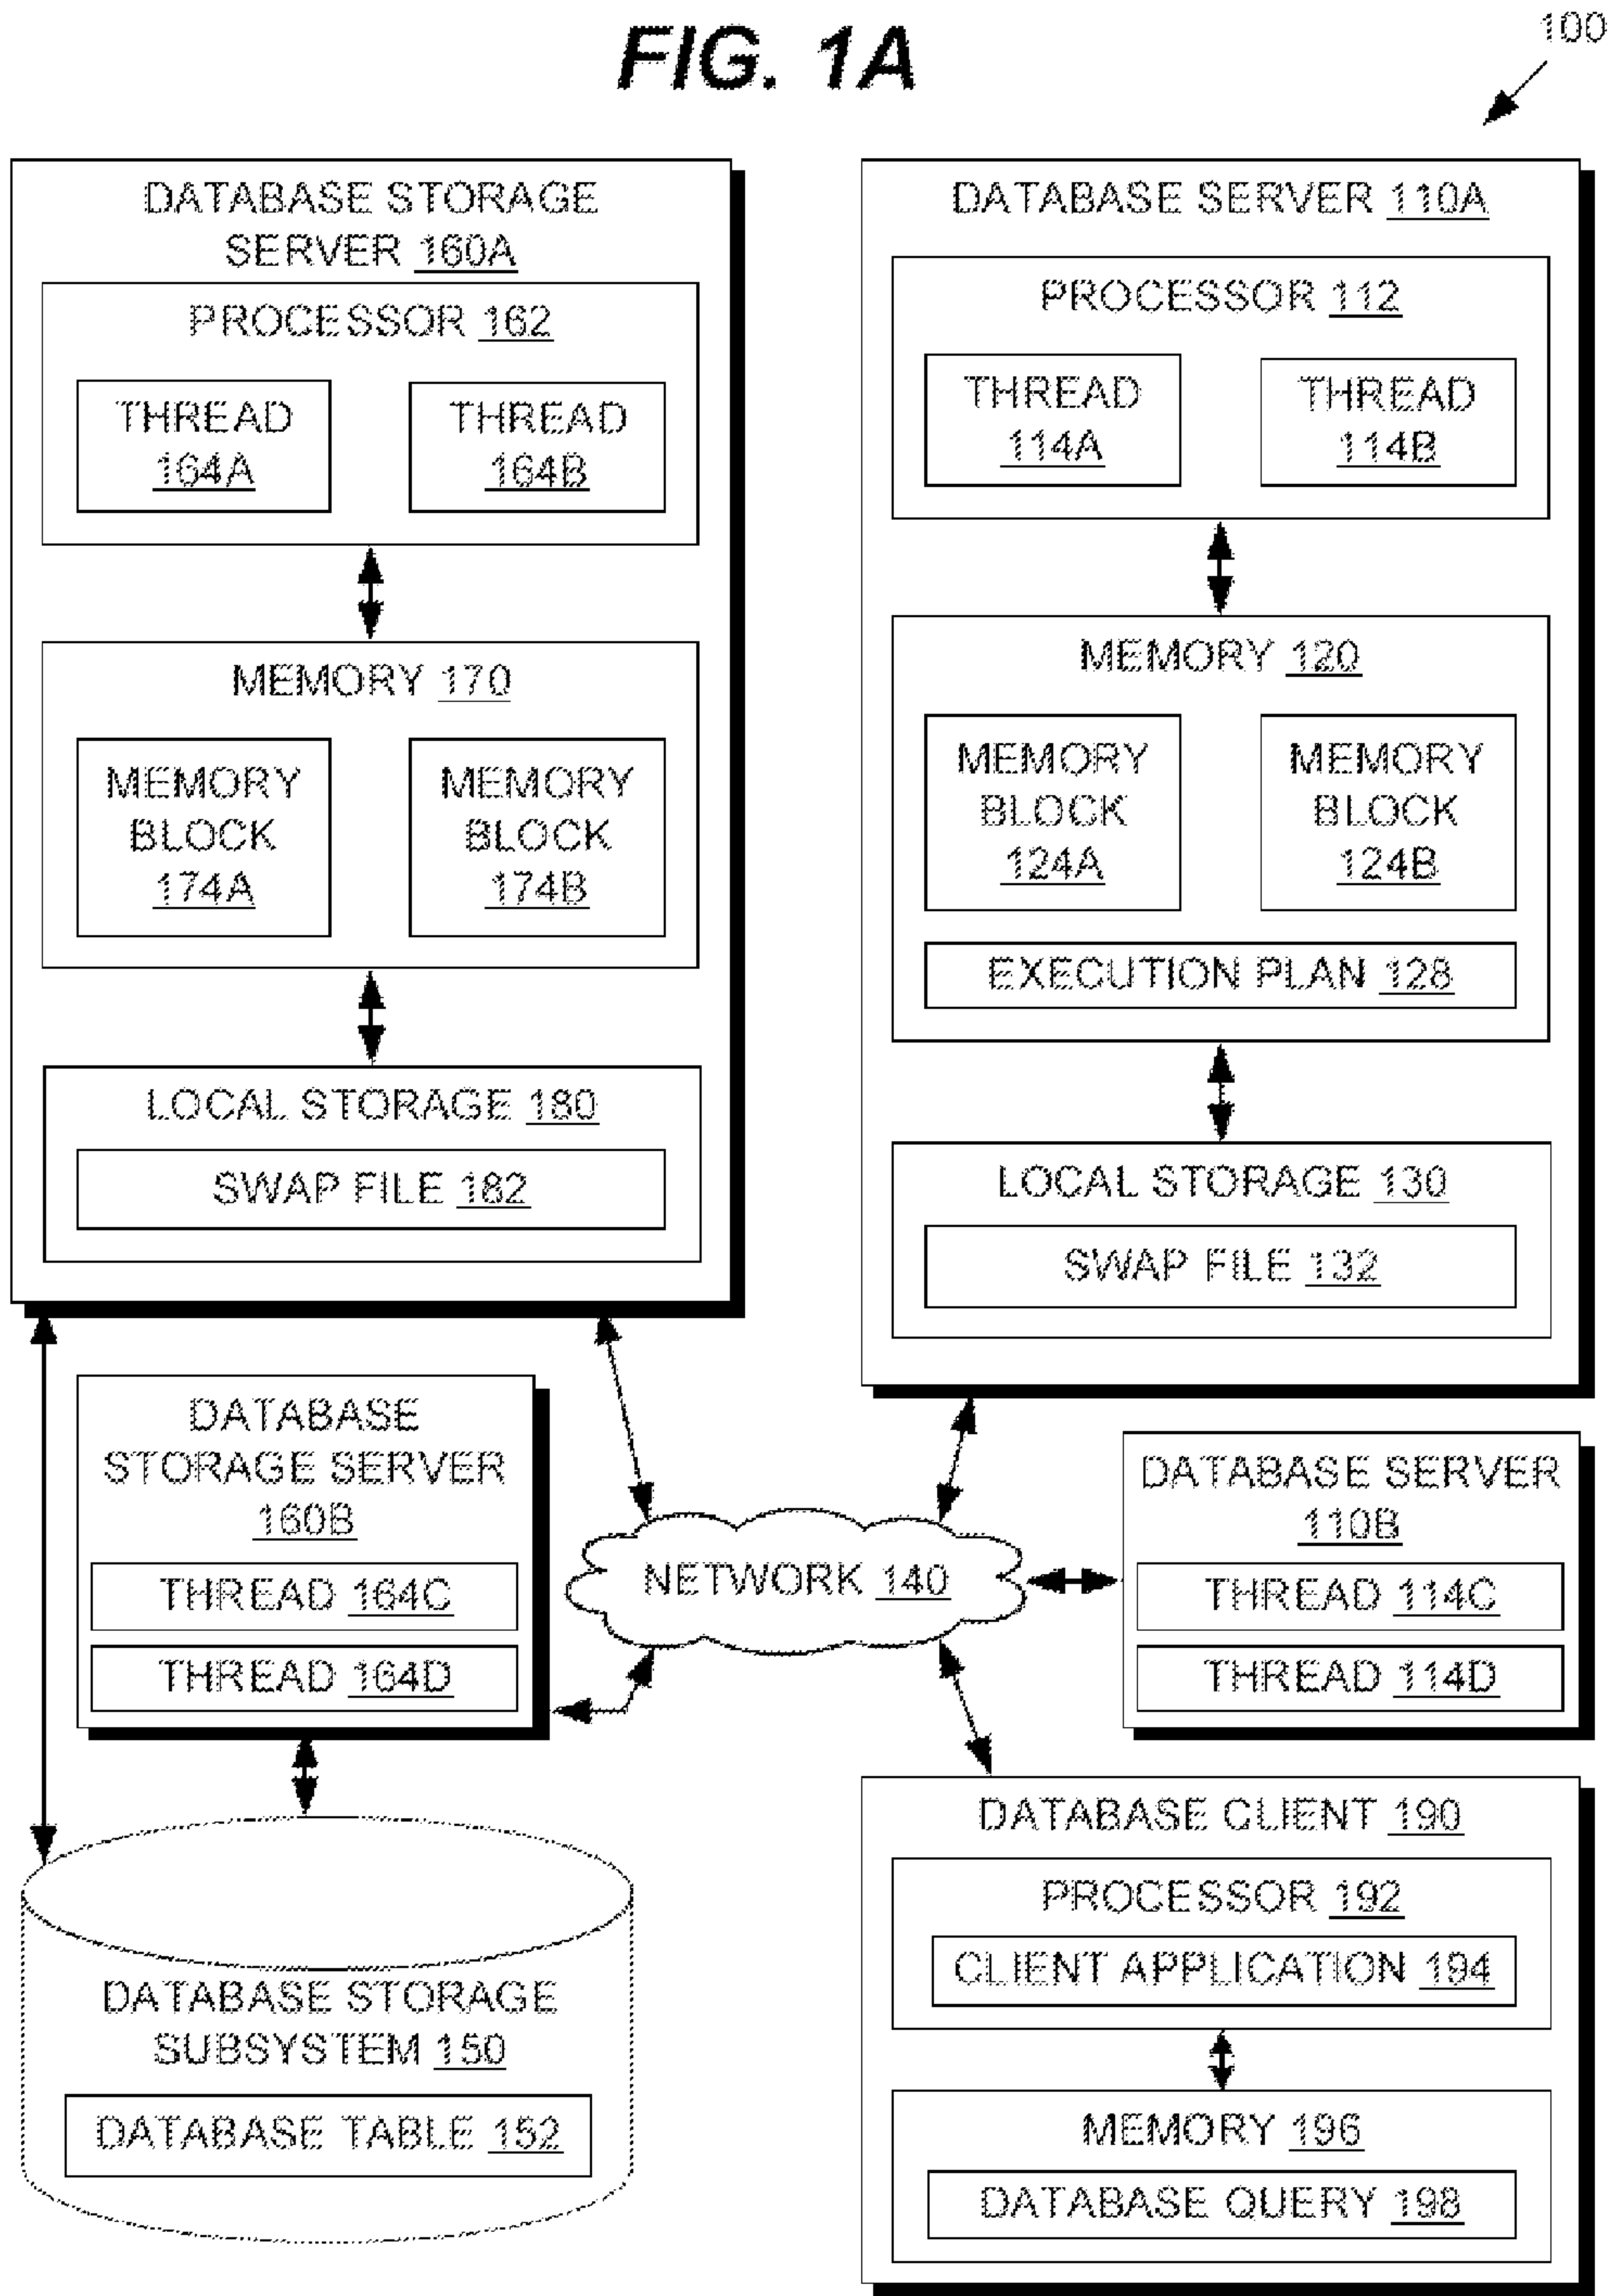 FIG. 1A
100
DATABASE STORAGE
SERVER 160A
PROCESSOR 162
THREAD
164A
THREAD
164B
MEMORY 170
MEMORY
BLOCK
174A
MEMORY
BLOCK
174B
LOCAL STORAGE 180
SWAP FILE 182
DATABASE SERVER 110A
PROCESSOR 112
THREAD
114A
THREAD
114B
MEMORY 120
MEMORY
BLOCK
124A
MEMORY
BLOCK
124B
EXECUTION PLAN 128
LOCAL STORAGE 130
SWAP FILE 132
DATABASE
STORAGE SERVER
160B
THREAD 164C
THREAD 164D
NETWORK 140
DATABASE SERVER
110B
THREAD 114C
THREAD 114D
DATABASE STORAGE
SUBSYSTEM 150
DATABASE TABLE 152
DATABASE CLIENT 190
PROCESSOR 192
CLIENT APPLICATION 194
MEMORY 196
DATABASE QUERY 198